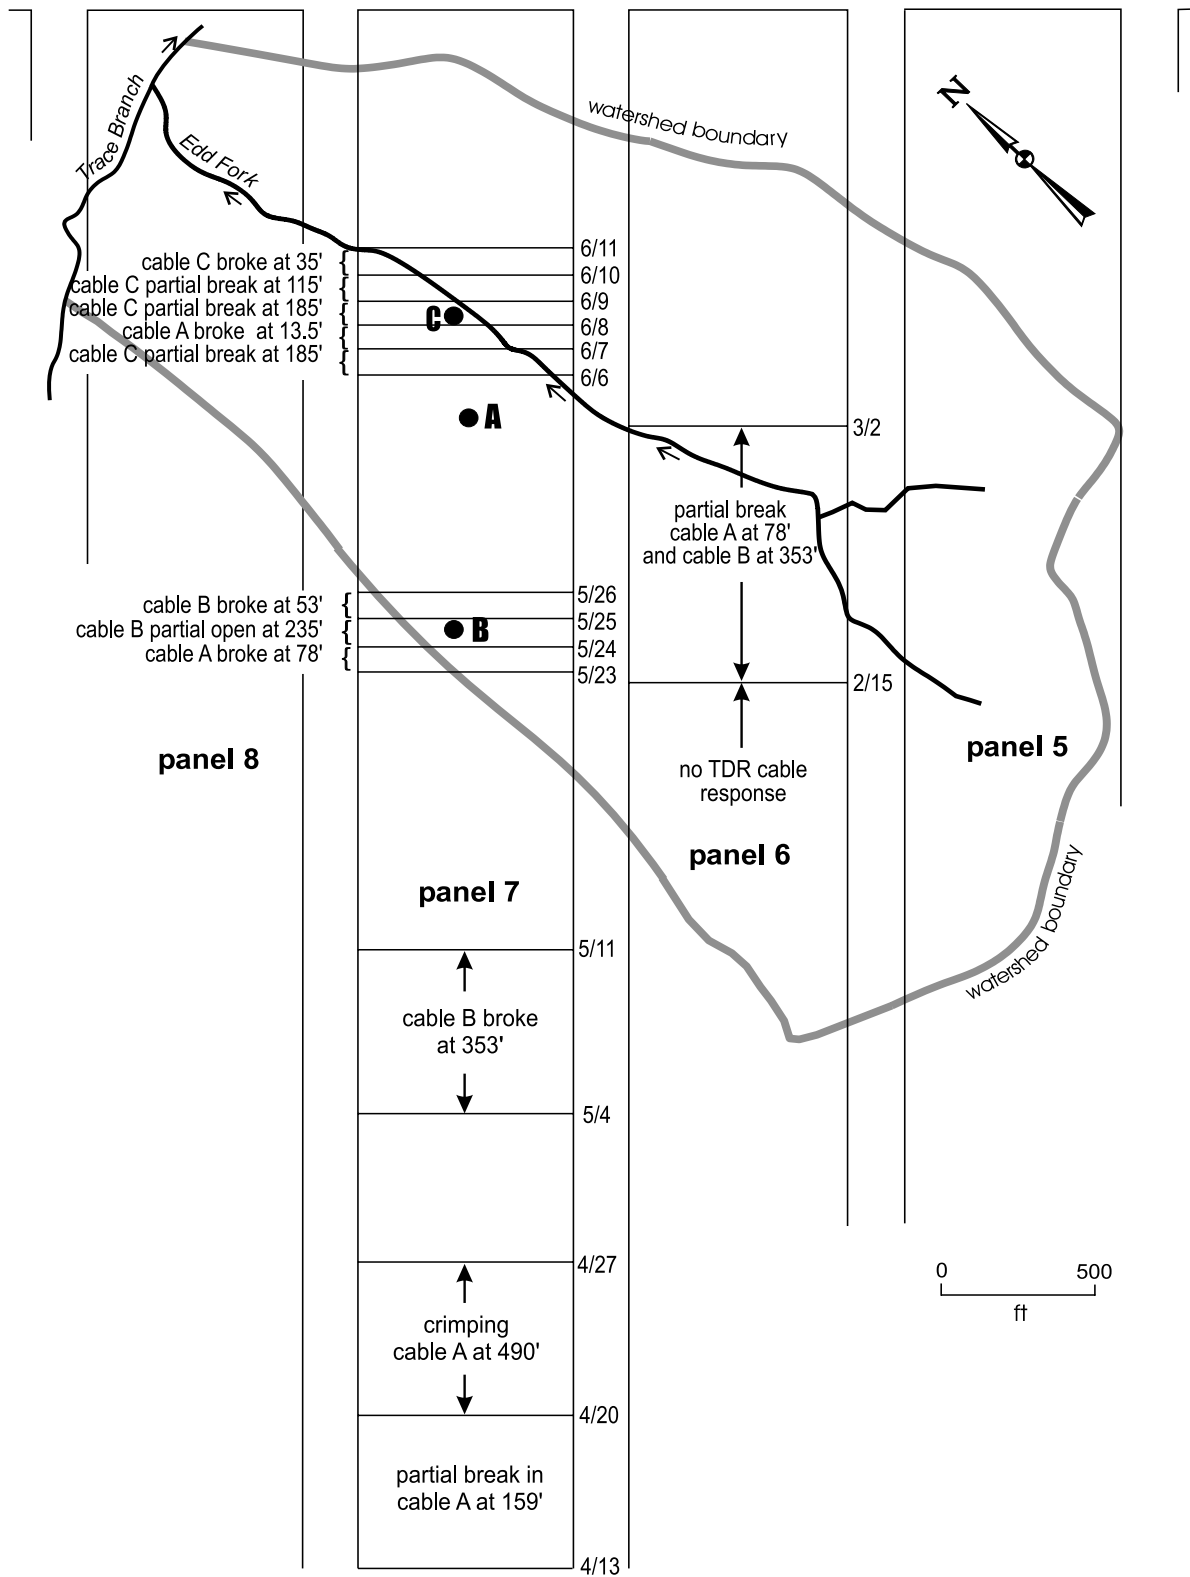 watershed boundary
N
Trace Branch
Edd Fork
6/11
cable C broke at 35'
6/10
cable C partial break at 115'
6/9
cable C partial break at 185'
C
6/8
cable A broke at 13.5'
6/7
cable C partial break at 185'
6/6
A
3/2
partial break
cable A at 78'
and cable B at 353'
5/26
cable B broke at 53'
5/25
cable B partial open at 235'
B
5/24
cable A broke at 78'
5/23
2/15
panel 8
panel 5
no TDR cable
response
panel 6
panel 7
watershed boundary
5/11
cable B broke
at 353'
5/4
4/27
0 500
ft
crimping
cable A at 490'
4/20
partial break in
cable A at 159'
4/13